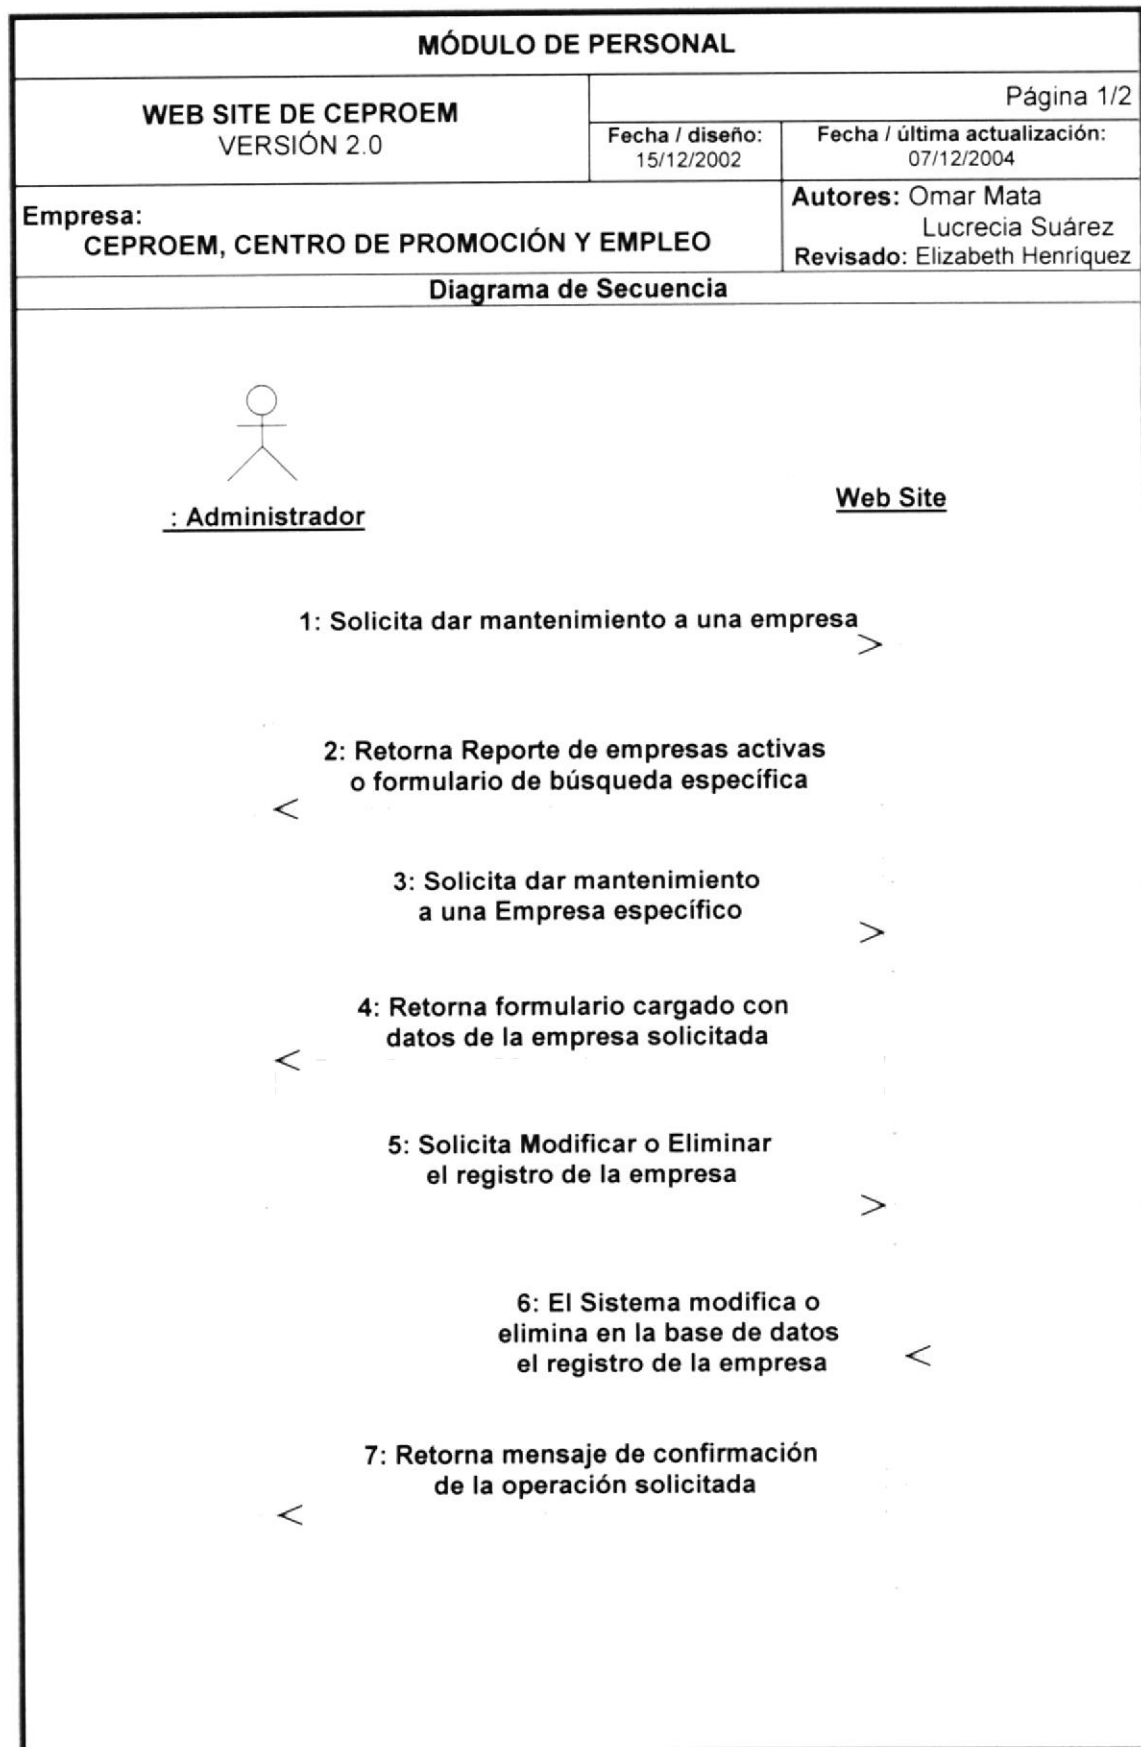 MÓDULO DE PERSONAL
WEB SITE DE CEPROEM
VERSIÓN 2.0
Página 1/2
Fecha / diseño:
15/12/2002
Fecha / última actualización:
07/12/2004
Empresa:
CEPROEM, CENTRO DE PROMOCIÓN Y EMPLEO
Autores: Omar Mata
Lucrecia Suárez
Revisado: Elizabeth Henríquez
Diagrama de Secuencia
: Administrador
Web Site
1: Solicita dar mantenimiento a una empresa
2: Retorna Reporte de empresas activas
o formulario de búsqueda específica
3: Solicita dar mantenimiento
a una Empresa específico
4: Retorna formulario cargado con
datos de la empresa solicitada
5: Solicita Modificar o Eliminar
el registro de la empresa
6: El Sistema modifica o
elimina en la base de datos
el registro de la empresa
7: Retorna mensaje de confirmación
de la operación solicitada